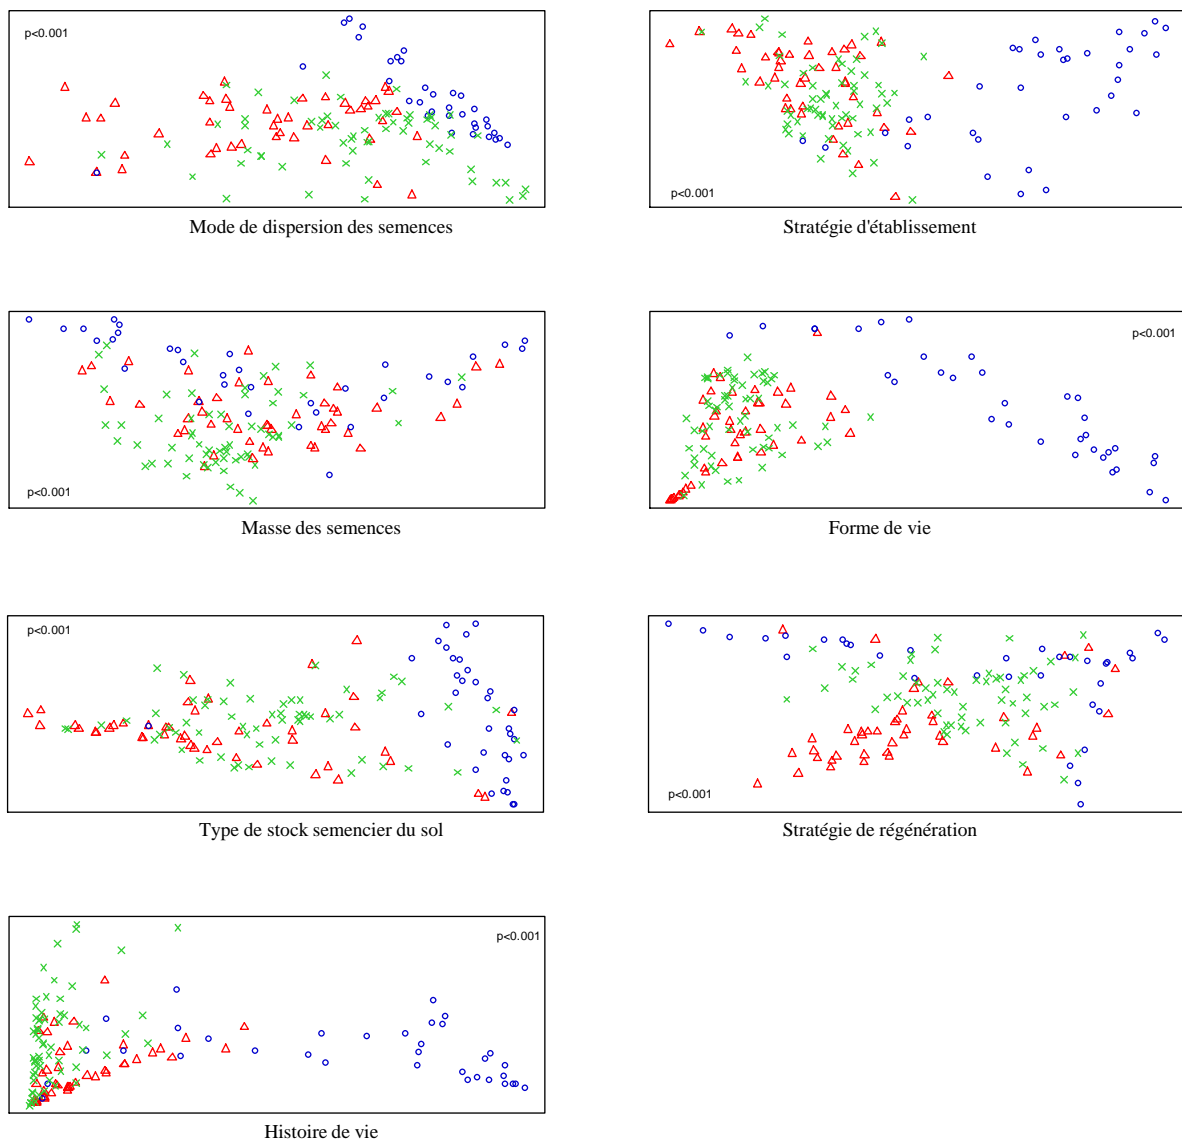 p<0.001
Mode de dispersion des semences
p<0.001
Stratégie d'établissement
p<0.001
Masse des semences
p<0.001
Forme de vie
p<0.001
Type de stock semencier du sol
p<0.001
Stratégie de régénération
p<0.001
Histoire de vie